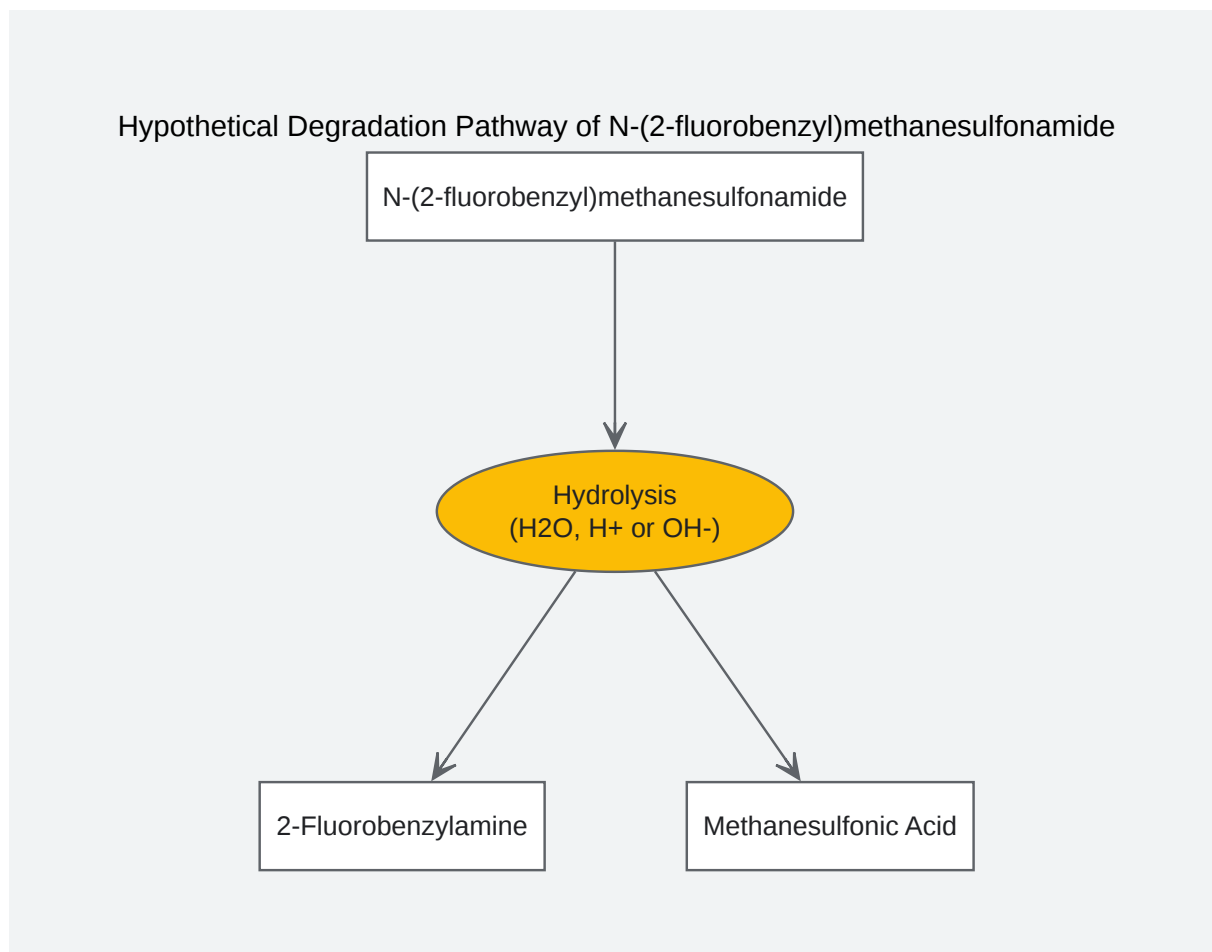 Hypothetical Degradation Pathway of N-(2-fluorobenzyl)methanesulfonamide
N-(2-fluorobenzyl)methanesulfonamide
Hydrolysis
(H2O, H+ or OH-)
2-Fluorobenzylamine
Methanesulfonic Acid